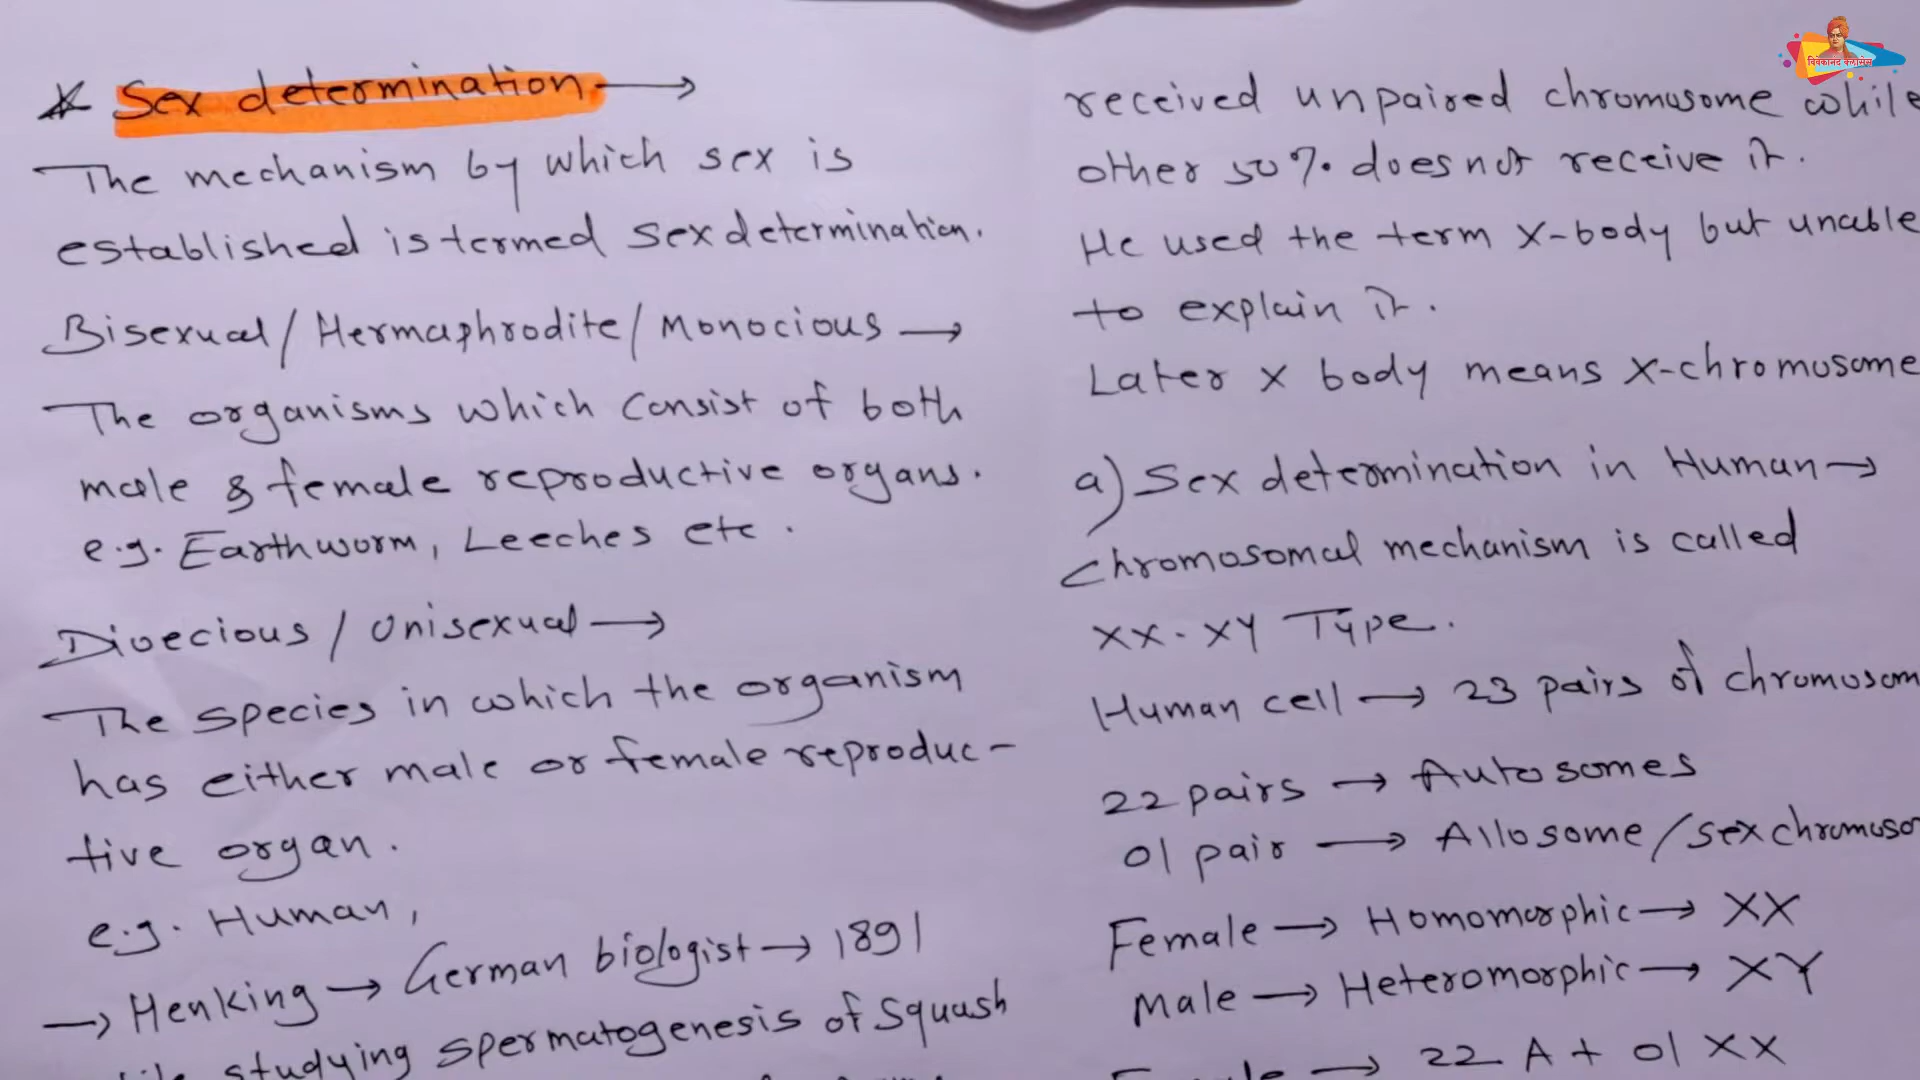 Sex determination →
The mechanism by which sex is
established is termed sex determination.
Bisexual/Hermaphrodite/Monocious →
The organisms which consist of both
male & female reproductive organs.
e.g. Earthworm, Leeches etc.
Dioecious / Unisexual →
The species in which the organism
has either male or female reproduc-
tive organ.
e.g. Human,
→ Henking → German biologist → 1891
studying spermatogenesis of squash
received unpaired chromosome while
other 50% does not receive it.
He used the term X-body but unable
to explain it.
Later X body means X-chromosome
a) Sex determination in Human →
Chromosomal mechanism is called
XX-XY Type.
Human cell → 23 pairs of chromosom
22 pairs → Autosomes
01 pair → Allosome/sex chromoso
Female → Homomorphic → XX
Male → Heteromorphic → XY
Female → 22 A + 01 XX
विवेकानंद क्लासेस